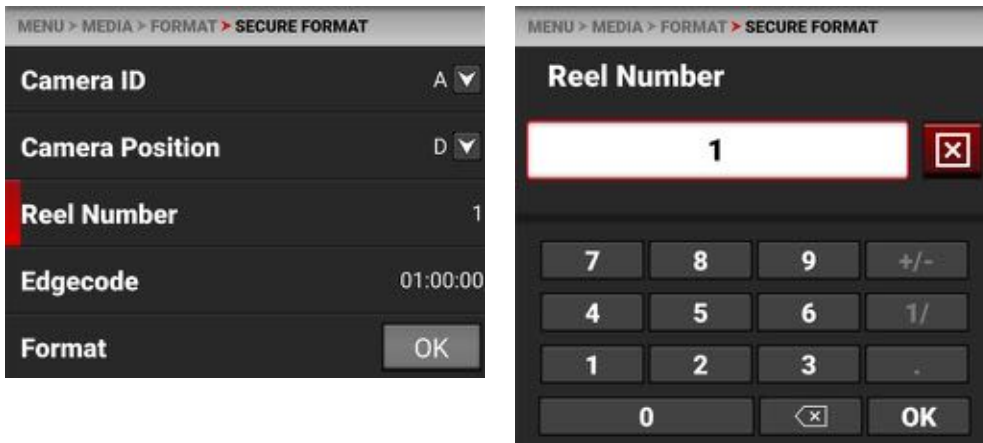 MENU > MEDIA > FORMAT > SECURE FORMAT
Camera ID A
Camera Position D
Reel Number 1
Edgecode 01:00:00
Format OK
MENU > MEDIA > FORMAT > SECURE FORMAT
Reel Number
1
7 8 9 +/-
4 5 6 1/
1 2 3 .
0 OK